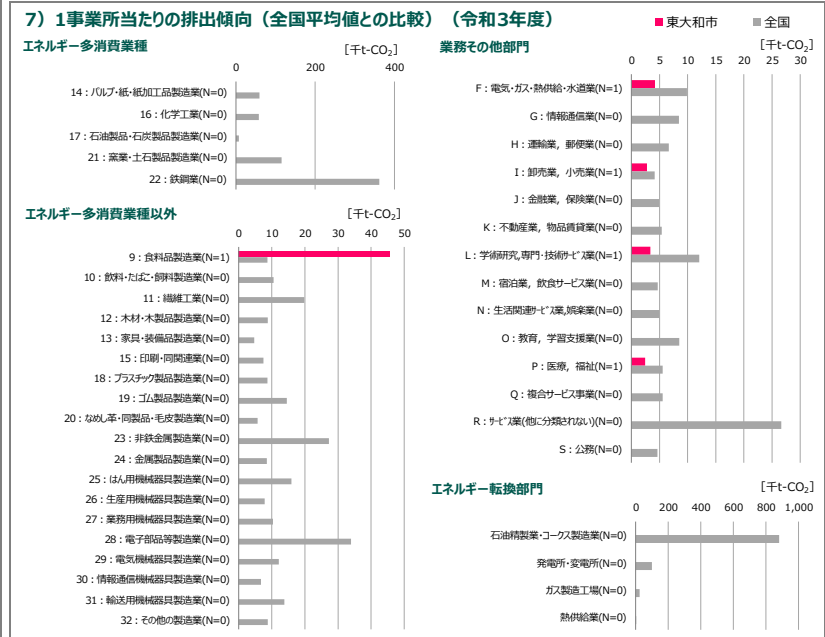 7）1事業所当たりの排出傾向（全国平均値との比較）（令和3年度）
■東大和市 ■全国
エネルギー多消費業種
［千t-CO₂］
0 200 400
14：パルプ・紙・紙加工品製造業(N=0)
16：化学工業(N=0)
17：石油製品・石炭製品製造業(N=0)
21：窯業・土石製品製造業(N=0)
22：鉄鋼業(N=0)
エネルギー多消費業種以外
［千t-CO₂］
0 10 20 30 40 50
9：食料品製造業(N=1)
10：飲料・たばこ・飼料製造業(N=0)
11：繊維工業(N=0)
12：木材・木製品製造業(N=0)
13：家具・装備品製造業(N=0)
15：印刷・同関連業(N=0)
18：プラスチック製品製造業(N=0)
19：ゴム製品製造業(N=0)
20：なめし革・同製品・毛皮製造業(N=0)
23：非鉄金属製造業(N=0)
24：金属製品製造業(N=0)
25：はん用機械器具製造業(N=0)
26：生産用機械器具製造業(N=0)
27：業務用機械器具製造業(N=0)
28：電子部品等製造業(N=0)
29：電気機械器具製造業(N=0)
30：情報通信機械器具製造業(N=0)
31：輸送用機械器具製造業(N=0)
32：その他の製造業(N=0)
業務その他部門
［千t-CO₂］
0 5 10 15 20 25 30
F：電気・ガス・熱供給・水道業(N=1)
G：情報通信業(N=0)
H：運輸業，郵便業(N=0)
I：卸売業，小売業(N=1)
J：金融業，保険業(N=0)
K：不動産業，物品賃貸業(N=0)
L：学術研究,専門・技術ｻｰﾋﾞｽ業(N=1)
M：宿泊業，飲食サービス業(N=0)
N：生活関連ｻｰﾋﾞｽ業,娯楽業(N=0)
O：教育，学習支援業(N=0)
P：医療，福祉(N=1)
Q：複合サービス事業(N=0)
R：ｻｰﾋﾞｽ業(他に分類されない)(N=0)
S：公務(N=0)
エネルギー転換部門
［千t-CO₂］
0 200 400 600 800 1,000
石油精製業・コークス製造業(N=0)
発電所・変電所(N=0)
ガス製造工場(N=0)
熱供給業(N=0)